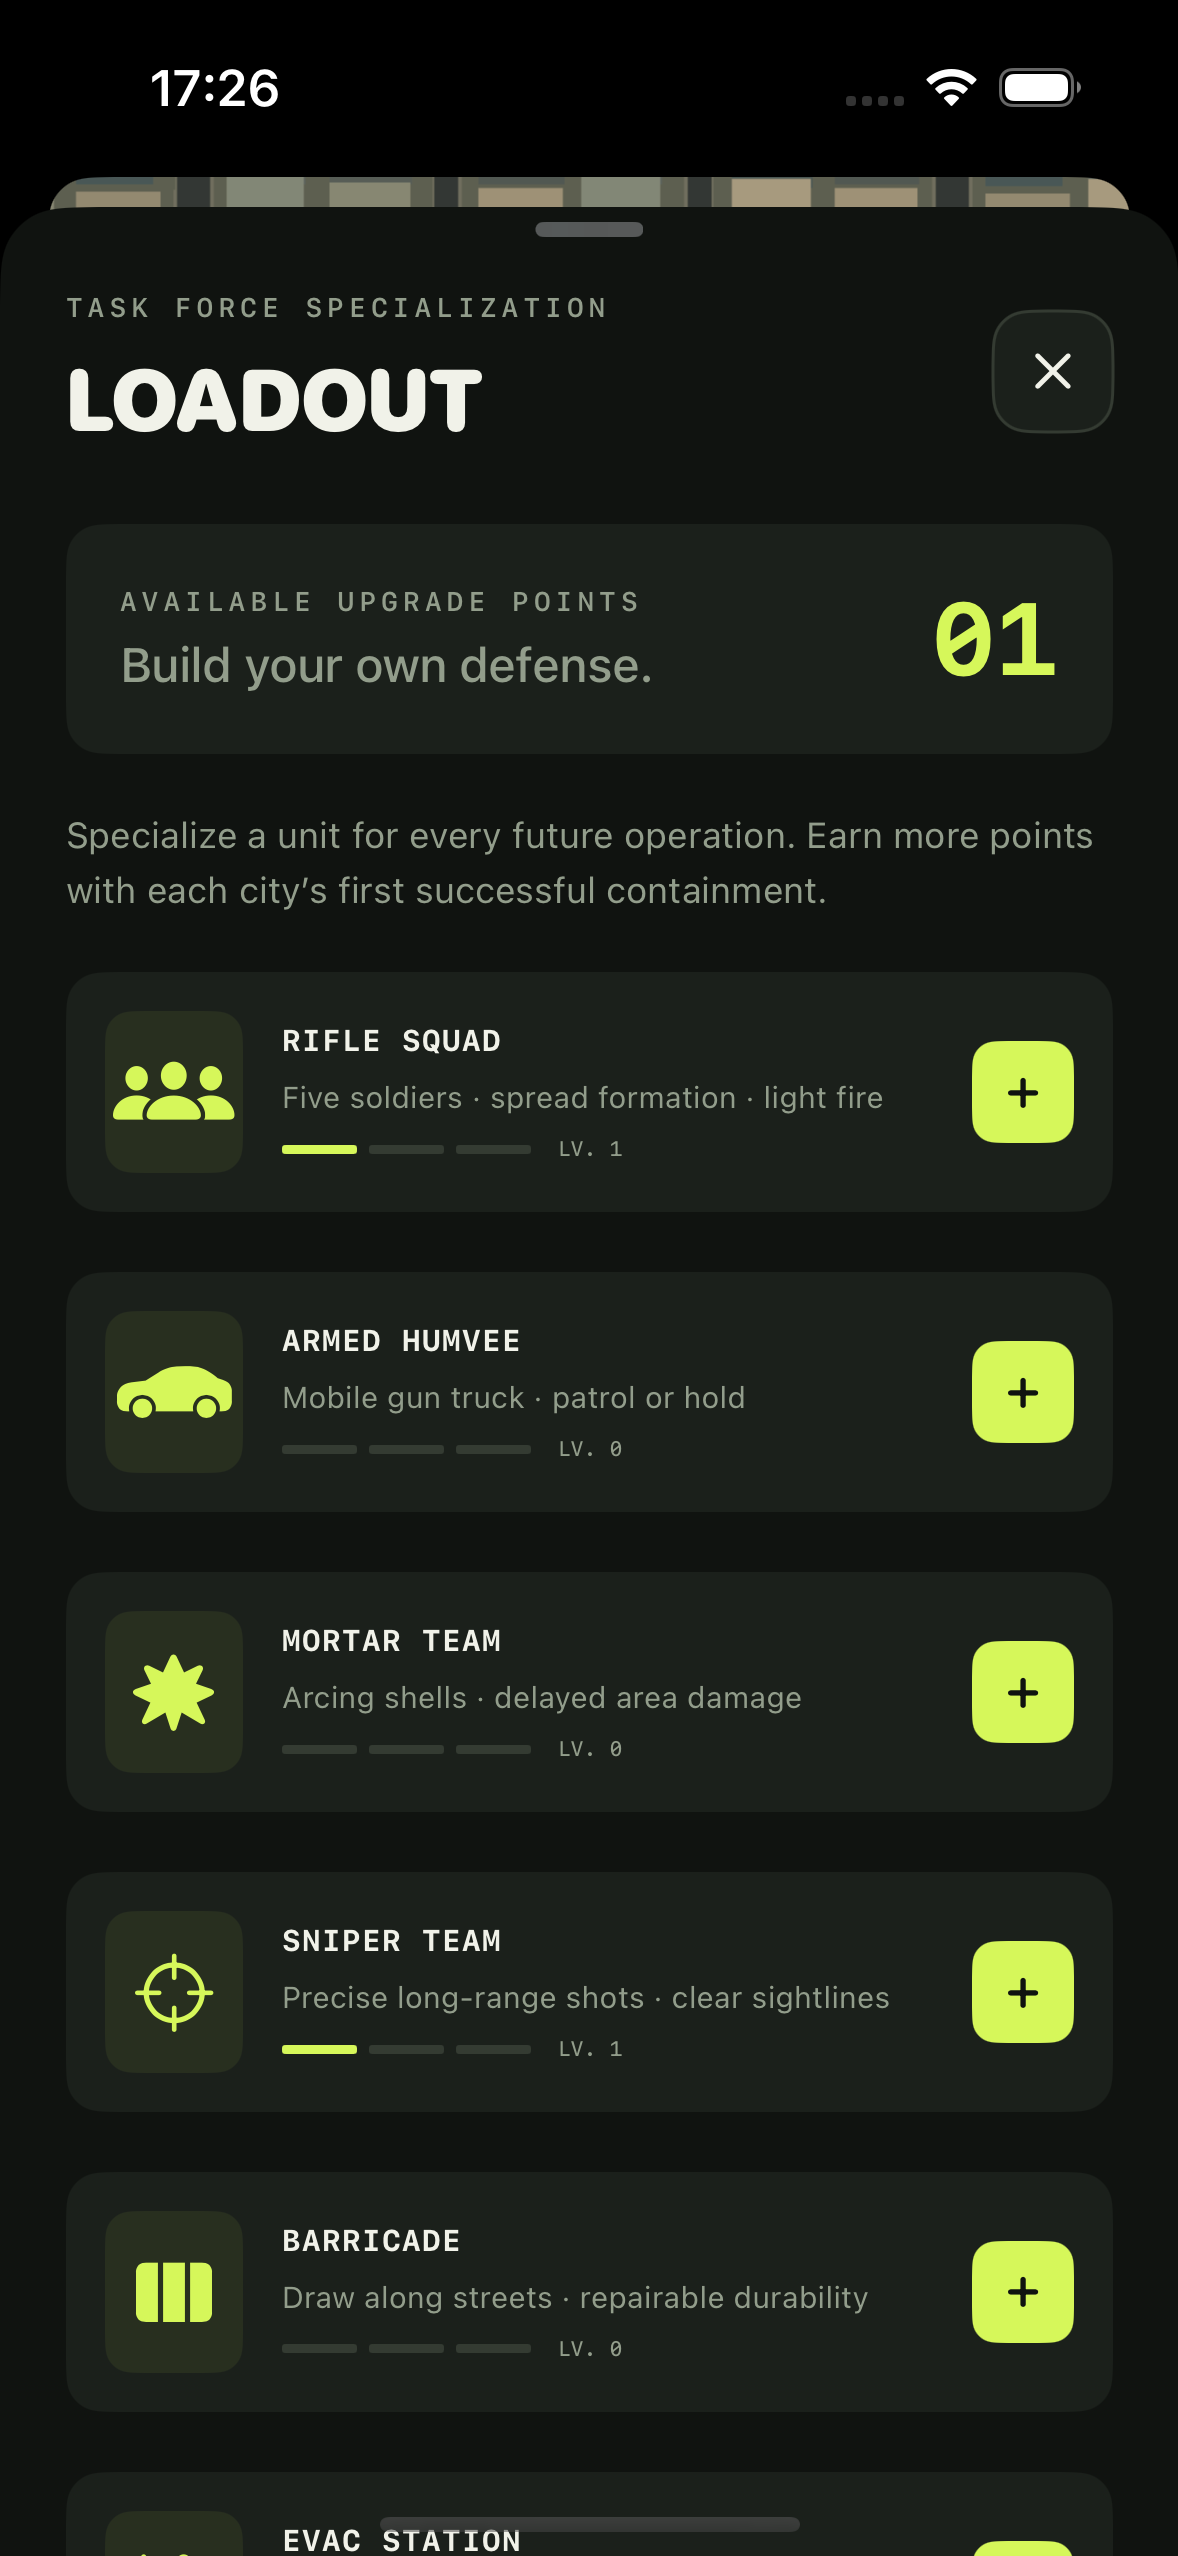 17:26
TASK FORCE SPECIALIZATION
LOADOUT
AVAILABLE UPGRADE POINTS
Build your own defense.
01
Specialize a unit for every future operation. Earn more points
with each city’s first successful containment.
RIFLE SQUAD
Five soldiers · spread formation · light fire
LV. 1
ARMED HUMVEE
Mobile gun truck · patrol or hold
LV. 0
MORTAR TEAM
Arcing shells · delayed area damage
LV. 0
SNIPER TEAM
Precise long-range shots · clear sightlines
LV. 1
BARRICADE
Draw along streets · repairable durability
LV. 0
EVAC STATION